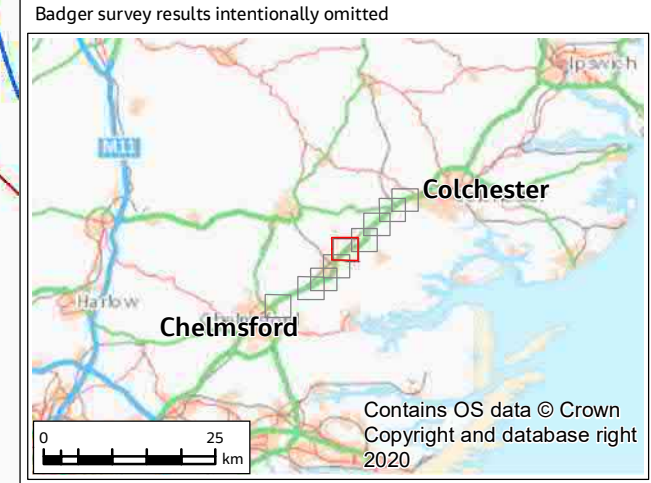 Badger survey results intentionally omitted
Ipswich
M11
Colchester
Harlow
Chelmsford
Contains OS data © Crown
Copyright and database right
2020
0 25
km